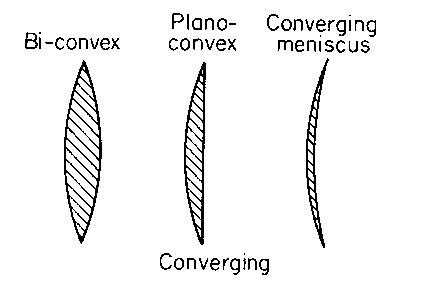 Bi-convex
Plano-
convex
Converging
meniscus
Converging